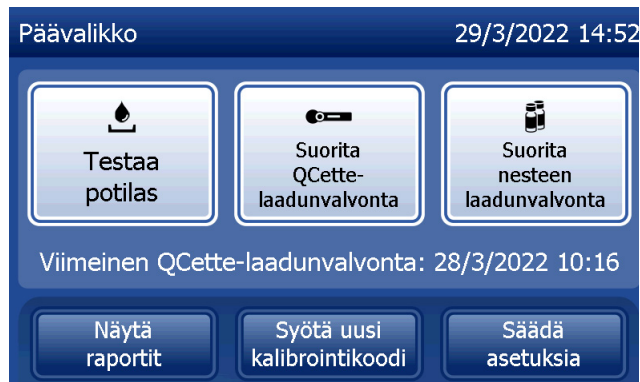 Päävalikko 29/3/2022 14:52
Testaa
potilas
Suorita
QCette-
laadunvalvonta
Suorita
nesteen
laadunvalvonta
Viimeinen QCette-laadunvalvonta: 28/3/2022 10:16
Näytä
raportit
Syötä uusi
kalibrointikoodi
Säädä
asetuksia